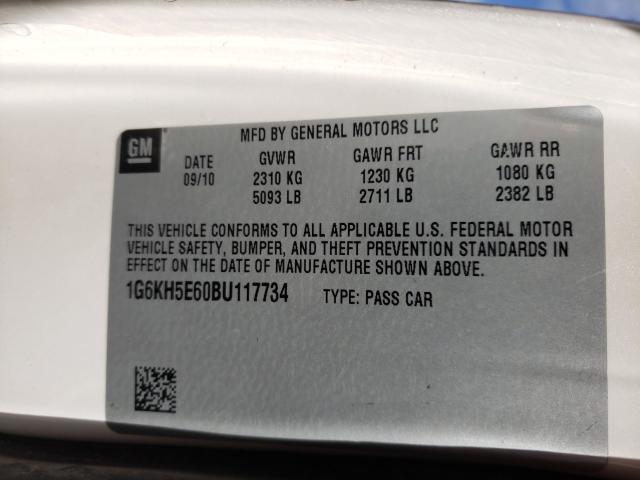 MFD BY GENERAL MOTORS LLC
GM
DATE GVWR GAWR FRT GAWR RR
09/10 2310 KG 1230 KG 1080 KG
5093 LB 2711 LB 2382 LB
THIS VEHICLE CONFORMS TO ALL APPLICABLE U.S. FEDERAL MOTOR
VEHICLE SAFETY, BUMPER, AND THEFT PREVENTION STANDARDS IN
EFFECT ON THE DATE OF MANUFACTURE SHOWN ABOVE.
1G6KH5E60BU117734 TYPE: PASS CAR